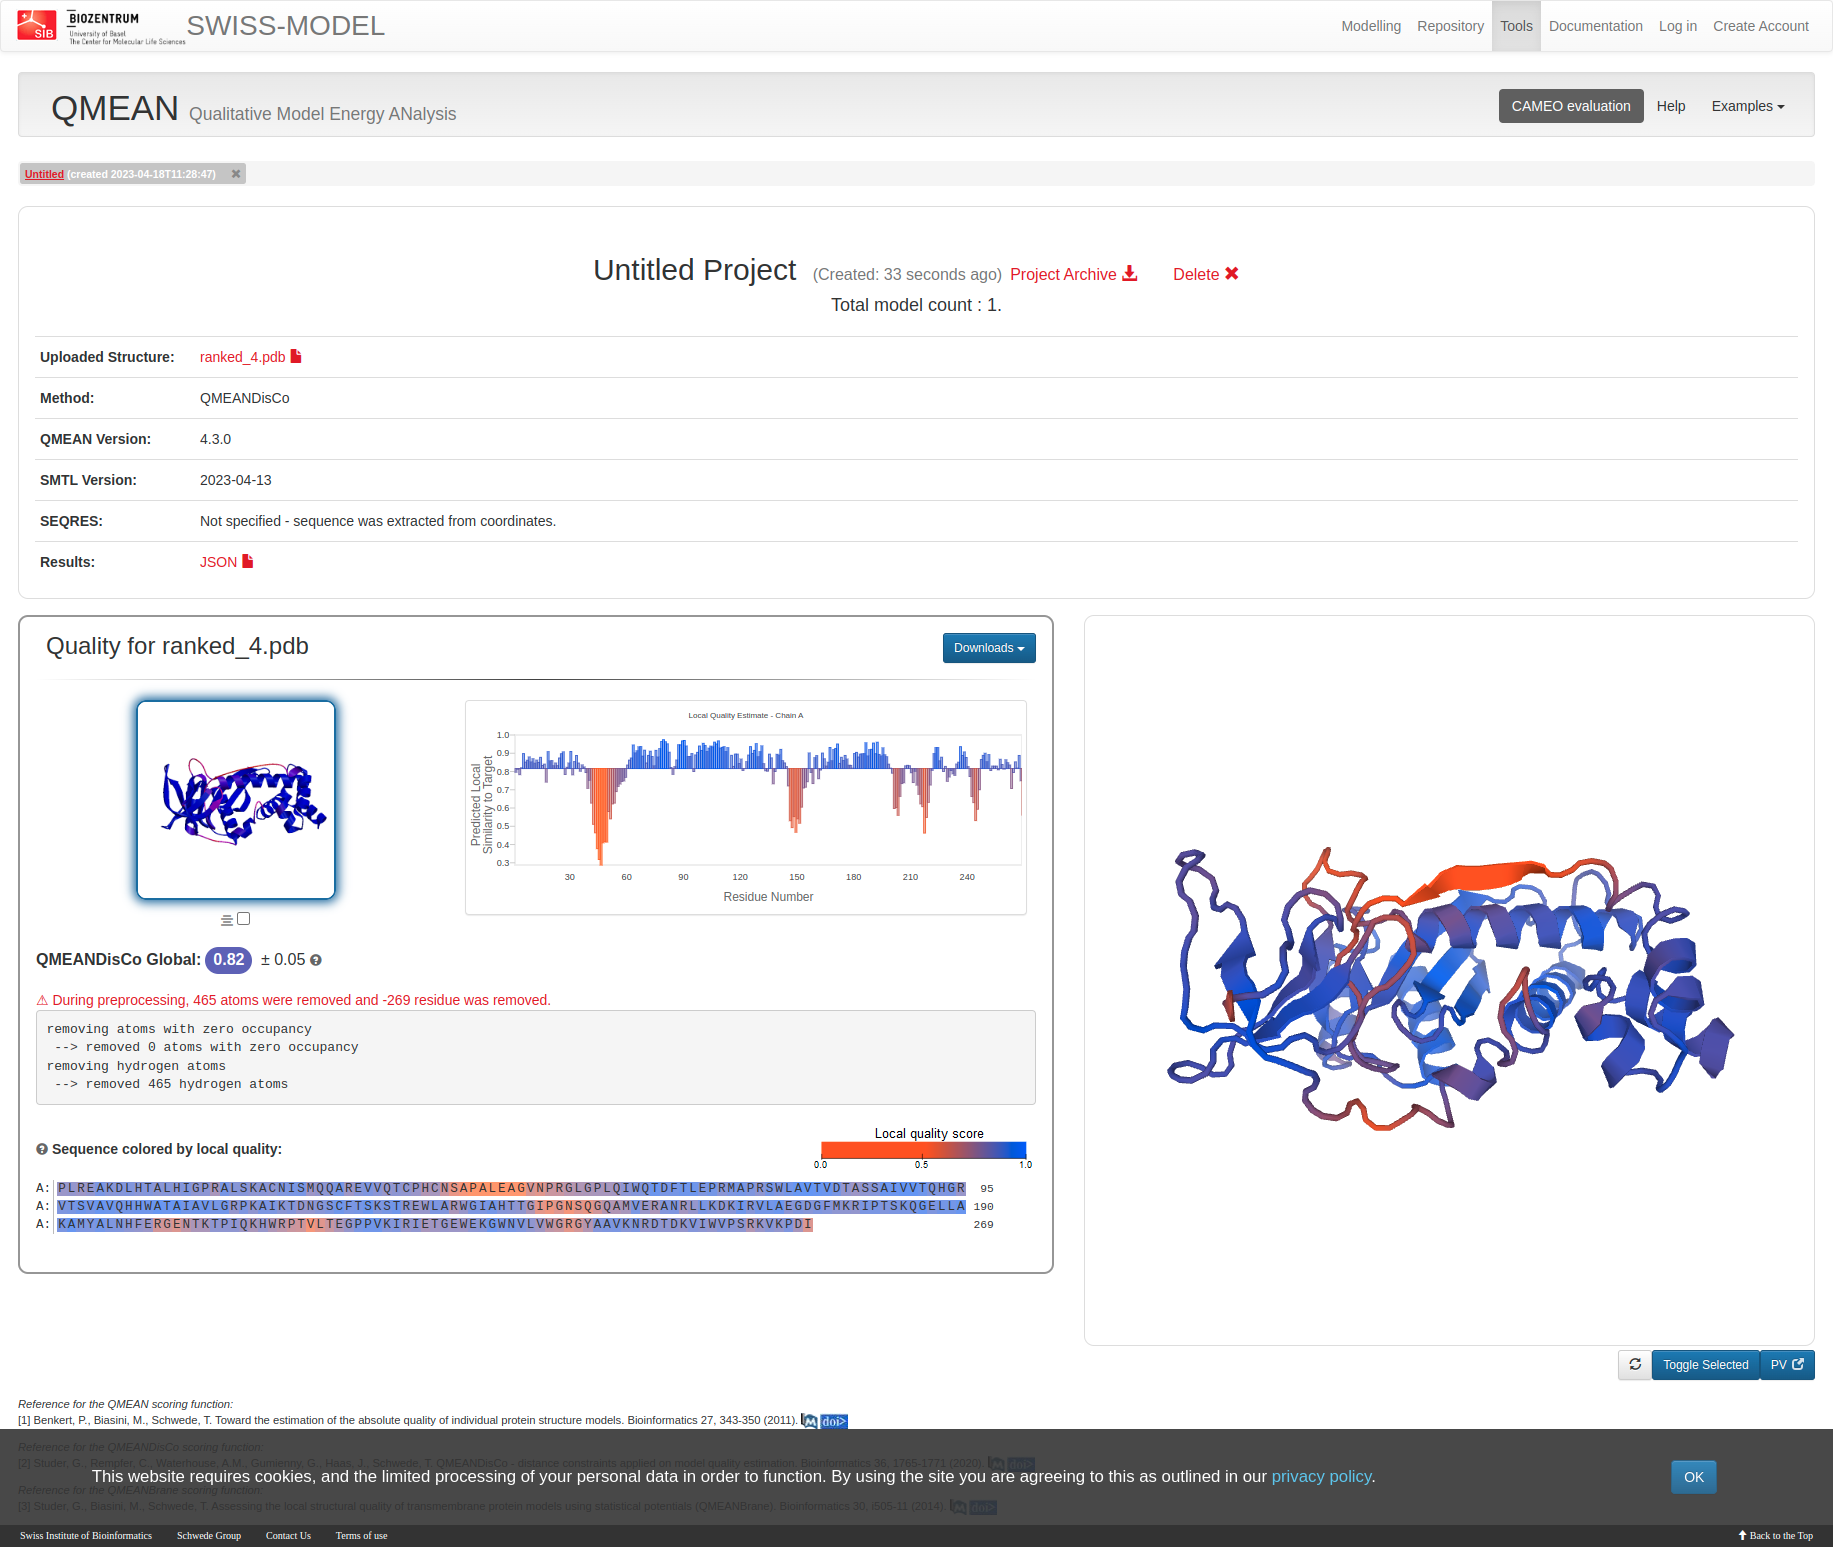 SIB
BIOZENTRUM
University of Basel
The Center for Molecular Life Sciences
SWISS-MODEL
Modelling Repository Tools Documentation Log in Create Account
QMEAN Qualitative Model Energy ANalysis
CAMEO evaluation Help Examples
Untitled (created 2023-04-18T11:28:47)
Untitled Project (Created: 33 seconds ago) Project Archive Delete
Total model count : 1.
Uploaded Structure: ranked_4.pdb
Method: QMEANDisCo
QMEAN Version: 4.3.0
SMTL Version: 2023-04-13
SEQRES: Not specified - sequence was extracted from coordinates.
Results: JSON
Quality for ranked_4.pdb
Downloads
Local Quality Estimate - Chain A
Predicted Local
Similarity to Target
1.0
0.9
0.8
0.7
0.6
0.5
0.4
0.3
30 60 90 120 150 180 210 240
Residue Number
QMEANDisCo Global: 0.82 ± 0.05
⚠ During preprocessing, 465 atoms were removed and -269 residue was removed.
removing atoms with zero occupancy
--> removed 0 atoms with zero occupancy
removing hydrogen atoms
--> removed 465 hydrogen atoms
Sequence colored by local quality:
Local quality score
0.0 0.5 1.0
A: PLREAKDLHTALHIGPRALSKACNISMQQAREVVQTCPHCNSAPALEAGVNPRGLGPLQIWQTDFTLEPRMAPRSWLAVTVDTASSAIVVTQHGR 95
A: VTSVAVQHHWATAIAVLGRPKAIKTDNGSCFTSKSTREWLARWGIAHTTGIPGNSQGQAMVERANRLLKDKIRVLAEGDGFMKRIPTSKQGELLA 190
A: KAMYALNHFERGENTKTPIQKHWRPTVLTEGPPVKIRIETGEWEKGWNVLVWGRGYAAVKNRDTDKVIWVPSRKVKPDI 269
Toggle Selected PV
Reference for the QMEAN scoring function:
[1] Benkert, P., Biasini, M., Schwede, T. Toward the estimation of the absolute quality of individual protein structure models. Bioinformatics 27, 343-350 (2011). M doi>
Reference for the QMEANDisCo scoring function:
[2] Studer, G., Rempfer, C., Waterhouse, A.M., Gumienny, G., Haas, J., Schwede, T. QMEANDisCo - distance constraints applied on model quality estimation. Bioinformatics 36, 1765-1771 (2020). M doi>
This website requires cookies, and the limited processing of your personal data in order to function. By using the site you are agreeing to this as outlined in our privacy policy. OK
Reference for the QMEANBrane scoring function:
[3] Studer, G., Biasini, M., Schwede, T. Assessing the local structural quality of transmembrane protein models using statistical potentials (QMEANBrane). Bioinformatics 30, i505-11 (2014). M doi>
Swiss Institute of Bioinformatics Schwede Group Contact Us Terms of use Back to the Top